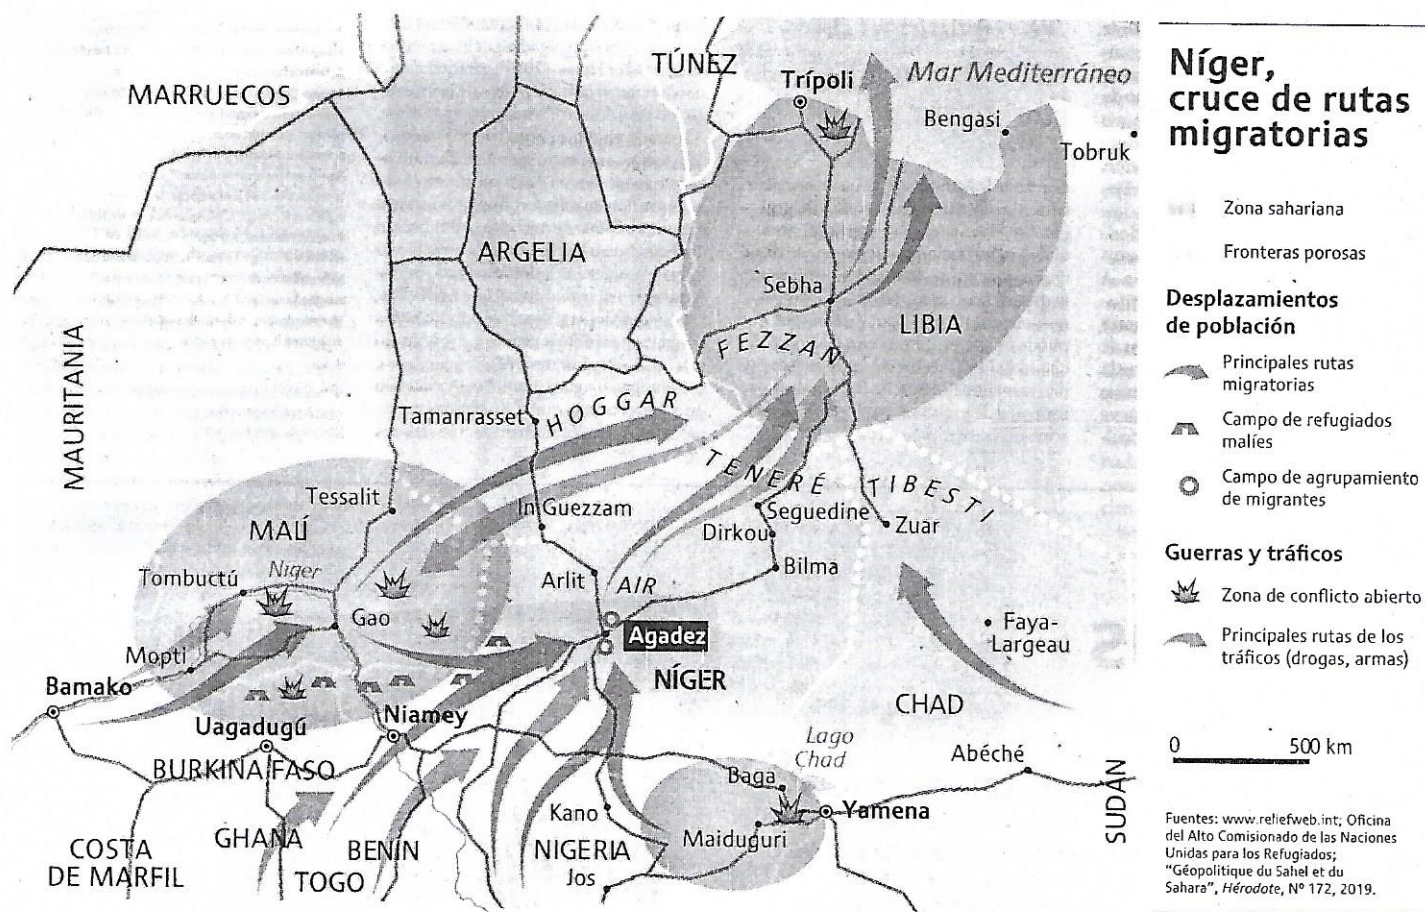 Níger,
cruce de rutas
migratorias
Zona sahariana
Fronteras porosas
Desplazamientos
de población
Principales rutas
migratorias
Campo de refugiados
malíes
Campo de agrupamiento
de migrantes
Guerras y tráficos
Zona de conflicto abierto
Principales rutas de los
tráficos (drogas, armas)
0 500 km
Fuentes: www.reliefweb.int; Oficina
del Alto Comisionado de las Naciones
Unidas para los Refugiados;
"Géopolitique du Sahel et du
Sahara", Hérodote, Nº 172, 2019.
MARRUECOS
TÚNEZ
Trípoli
Mar Mediterráneo
Bengasi
Tobruk
ARGELIA
Sebha
LIBIA
FEZZAN
MAURITANIA
Tamanrasset
HOGGAR
TENERÉ
TIBESTI
Tessalit
In Guezzam
Seguedine
Zuar
MALÍ
Dirkou
Tombuctú
Níger
Arlit
AIR
Bilma
Gao
Agadez
Faya-
Largeau
Mopti
NÍGER
Bamako
CHAD
Uagadugú
Niamey
Lago
Chad
Abéché
BURKINA FASO
Baga
SUDÁN
Kano
Yamena
GHANA
Maiduguri
COSTA
DE MARFIL
BENÍN
NIGERIA
TOGO
Jos